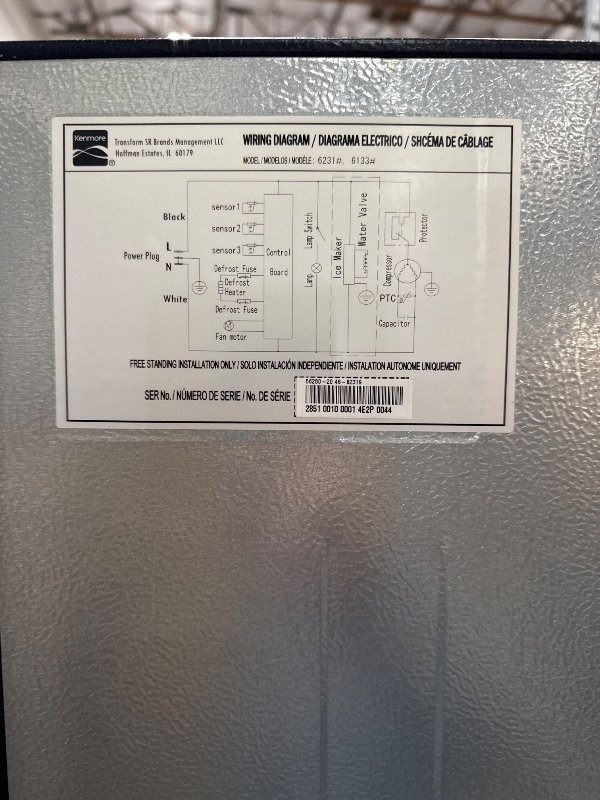 Kenmore
®
Transform SR Brands Management LLC
Hoffman Estates, IL 60179
WIRING DIAGRAM / DIAGRAMA ELECTRICO / SHCÉMA DE CÂBLAGE
MODEL/MODELOS/MODÉLE: 6231#, 6133#
Black
L
Power Plug
N
White
sensor1
sensor2
sensor3
Defrost Fuse
Defrost
Heater
Defrost Fuse
M
Fan motor
Control
Board
Lamp Switch
Lamp
Ice Maker
Water Valve
Protector
Compressor
PTC
Capacitor
FREE STANDING INSTALLATION ONLY / SOLO INSTALACIÓN INDEPENDIENTE / INSTALATION AUTONOME UNIQUEMENT
SER No. / NÚMERO DE SERIE / No. DE SÉRIE
2851 0010 0001 4E2P 0044